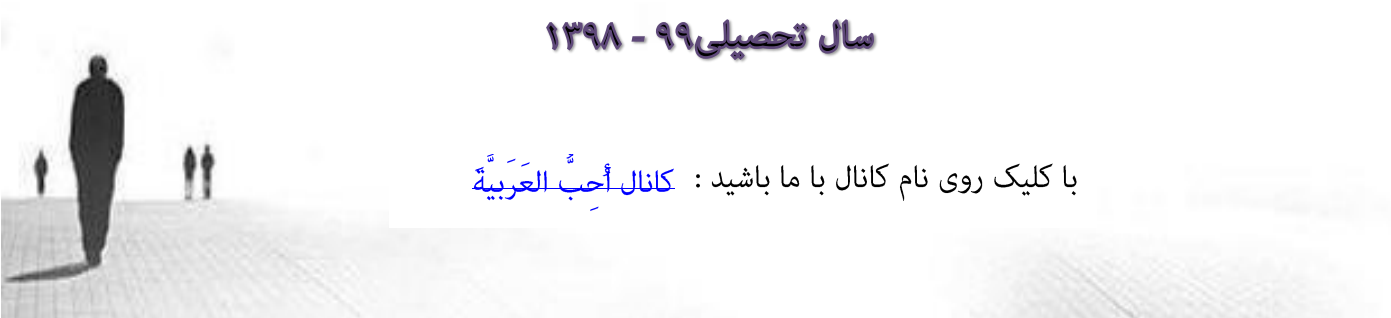 سال تحصیلی۹۹ - ۱۳۹۸
با کلیک روی نام کانال با ما باشید : کانال أُحِبُّ العَرَبیَّةَ